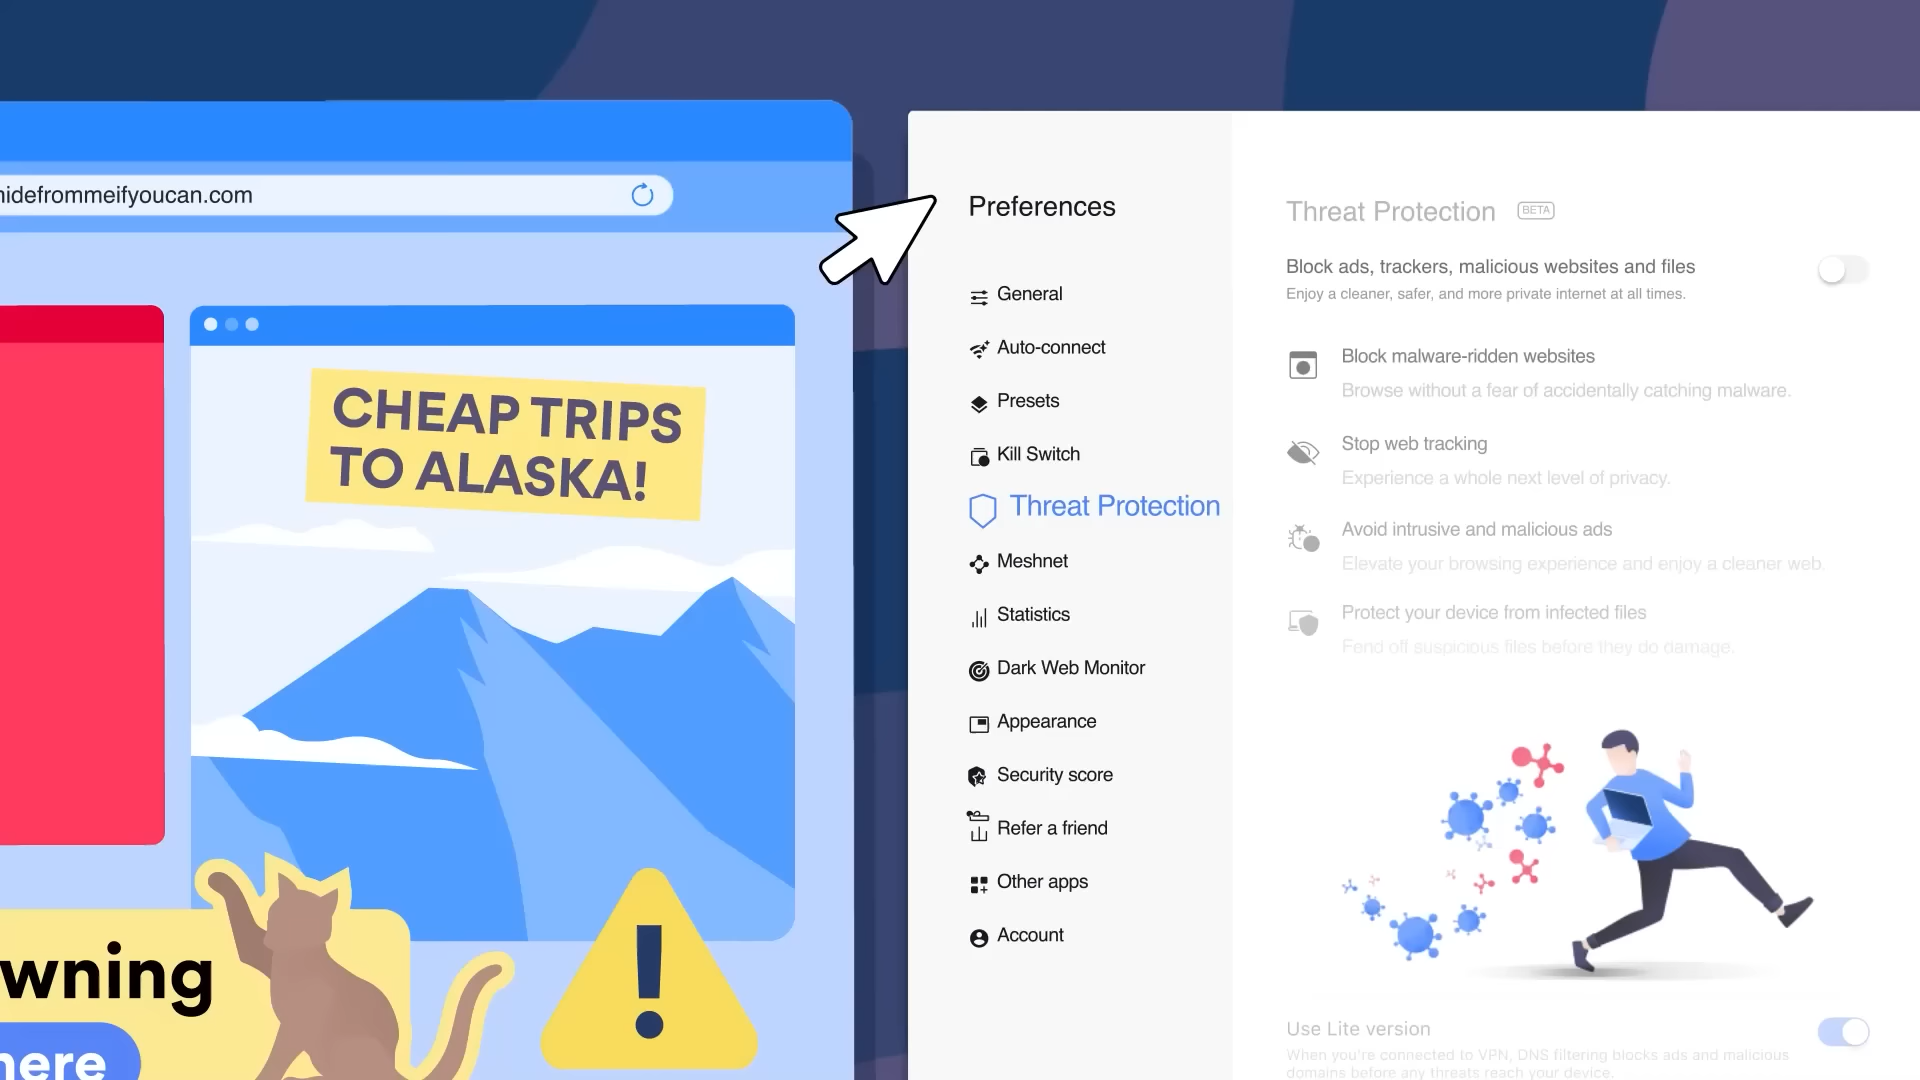 hidefrommeifyoucan.com
CHEAP TRIPS
TO ALASKA!
wning
here
Preferences
General
Auto-connect
Presets
Kill Switch
Threat Protection
Meshnet
Statistics
Dark Web Monitor
Appearance
Security score
Refer a friend
Other apps
Account
Threat Protection BETA
Block ads, trackers, malicious websites and files
Enjoy a cleaner, safer, and more private internet at all times.
Block malware-ridden websites
Browse without a fear of accidentally catching malware.
Stop web tracking
Experience a whole next level of privacy.
Avoid intrusive and malicious ads
Elevate your browsing experience and enjoy a cleaner web.
Protect your device from infected files
Fend off suspicious files before they do damage.
Use Lite version
When you're connected to VPN, DNS filtering blocks ads and malicious
domains before any threats reach your device.